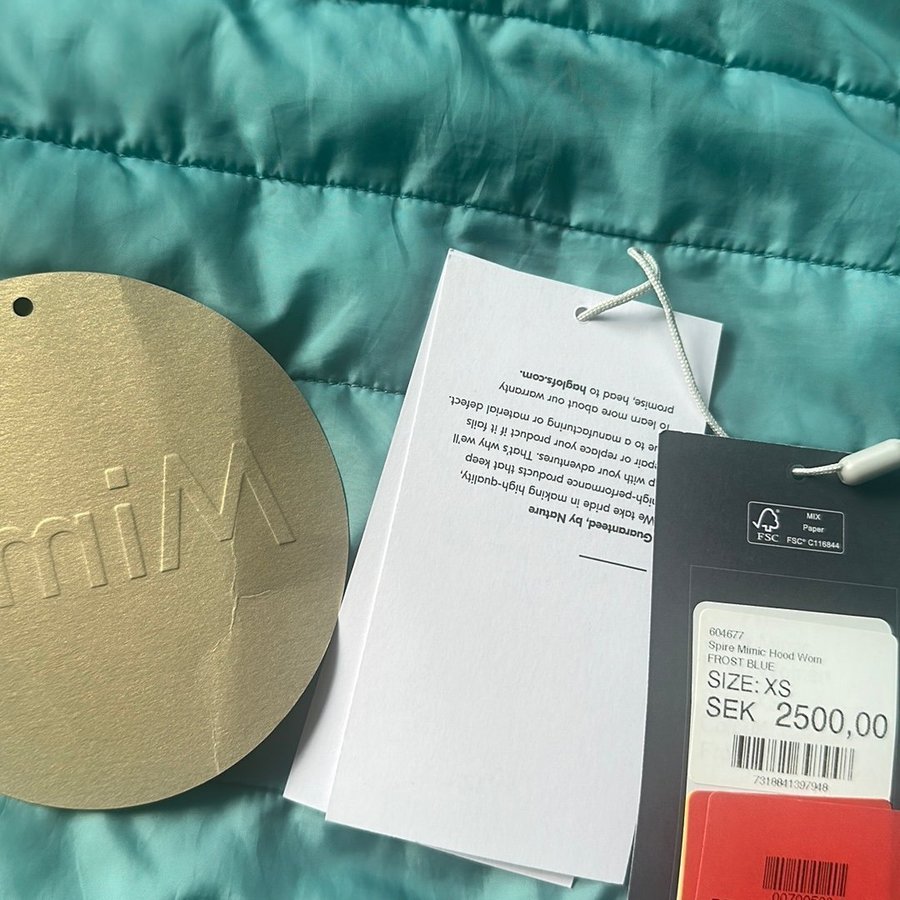 Mim
Guaranteed, by Nature
We take pride in making high-quality,
high-performance products that keep
p with your adventures. That's why we'll
epair or replace your product if it fails
ue to a manufacturing or material defect.
To learn more about our warranty
promise, head to haglofs.com.
FSC
MIX
Paper
FSC® C116844
604677
Spire Mimic Hood Wom
FROST BLUE
SIZE: XS
SEK 2500,00
7318841397948